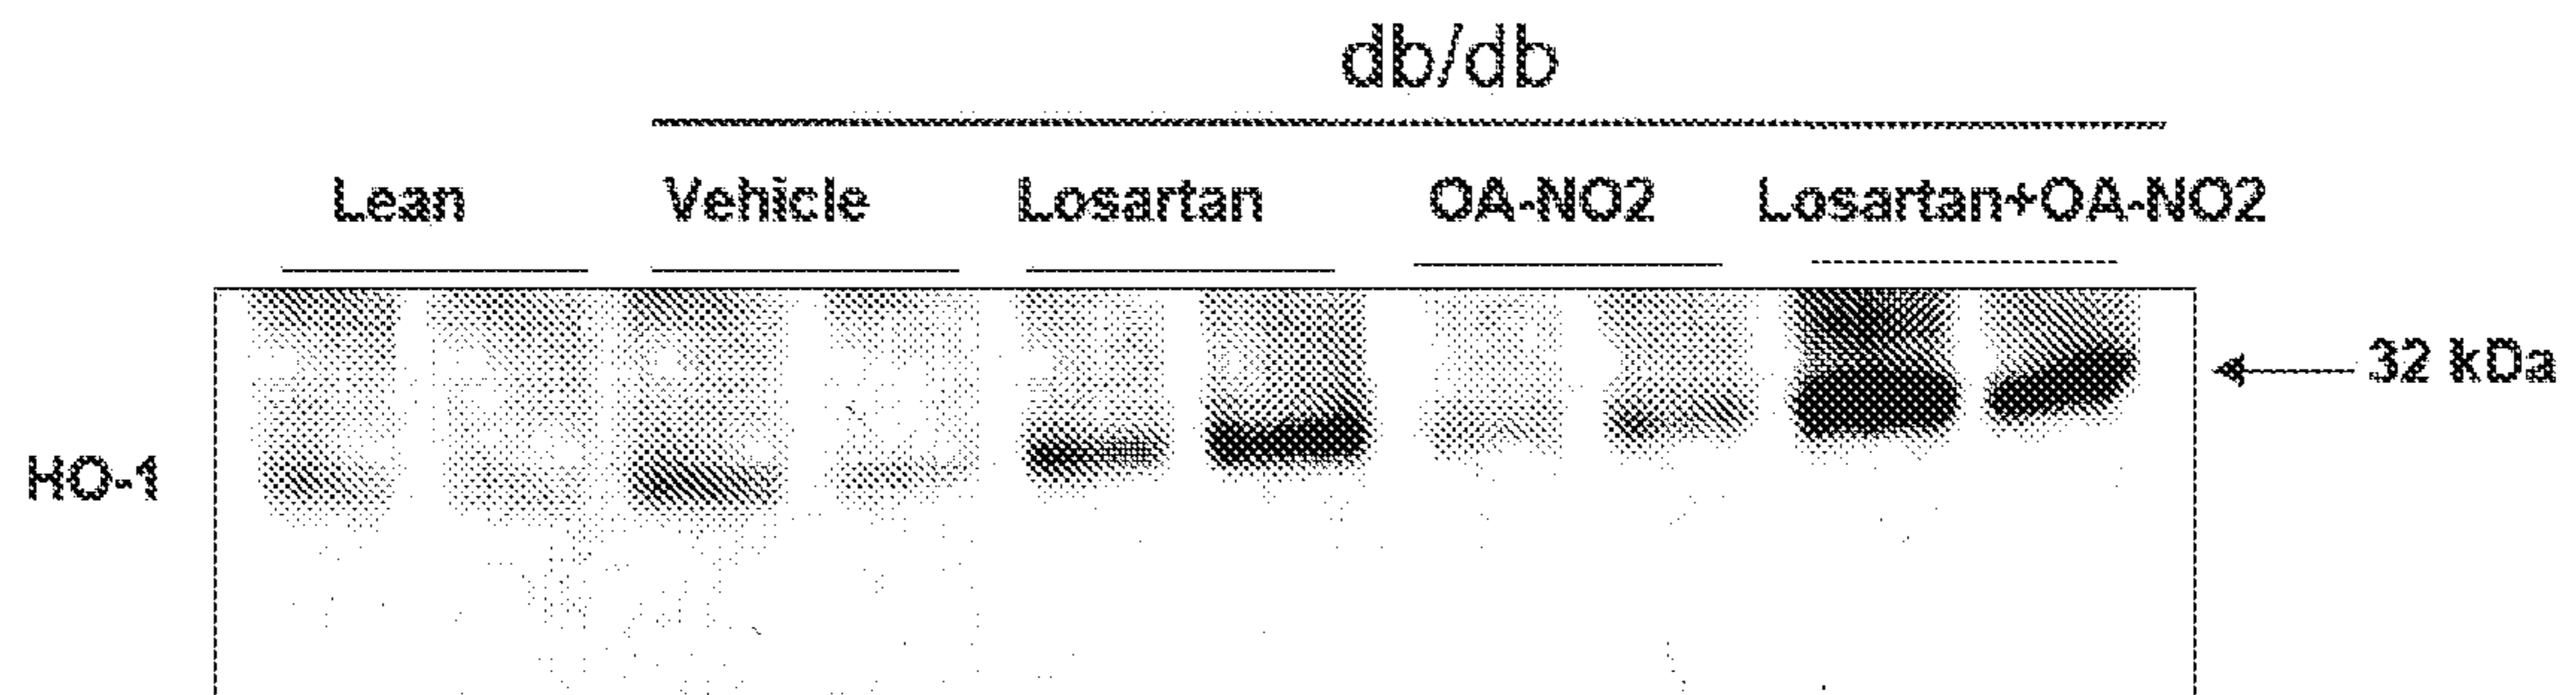 db/db
Lean Vehicle Losartan OA-NO2 Losartan+OA-NO2
32 kDa
HO-1